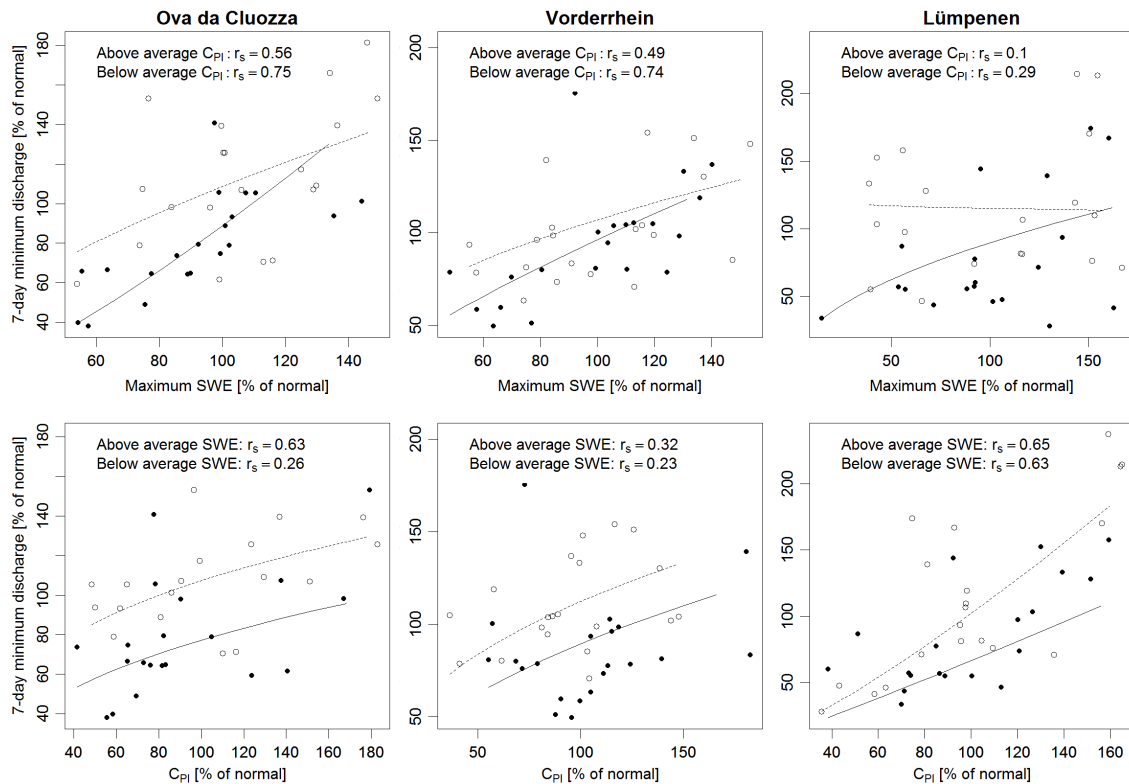 Ova da Cluozza
Vorderrhein
Lümpenen
Above average C_PI : r_s = 0.56
Below average C_PI : r_s = 0.75
Above average C_PI : r_s = 0.49
Below average C_PI : r_s = 0.74
Above average C_PI : r_s = 0.1
Below average C_PI : r_s = 0.29
7-day minimum discharge [% of normal]
40 60 80 100 120 140 160 180
50 100 150 200
50 100 150 200
60 80 100 120 140
60 80 100 120 140
50 100 150
Maximum SWE [% of normal]
Maximum SWE [% of normal]
Maximum SWE [% of normal]
Above average SWE: r_s = 0.63
Below average SWE: r_s = 0.26
Above average SWE: r_s = 0.32
Below average SWE: r_s = 0.23
Above average SWE: r_s = 0.65
Below average SWE: r_s = 0.63
7-day minimum discharge [% of normal]
40 60 80 100 120 140 160 180
50 100 150 200
50 100 150 200
40 60 80 100 120 140 160 180
50 100 150
40 60 80 100 120 140 160
C_PI [% of normal]
C_PI [% of normal]
C_PI [% of normal]